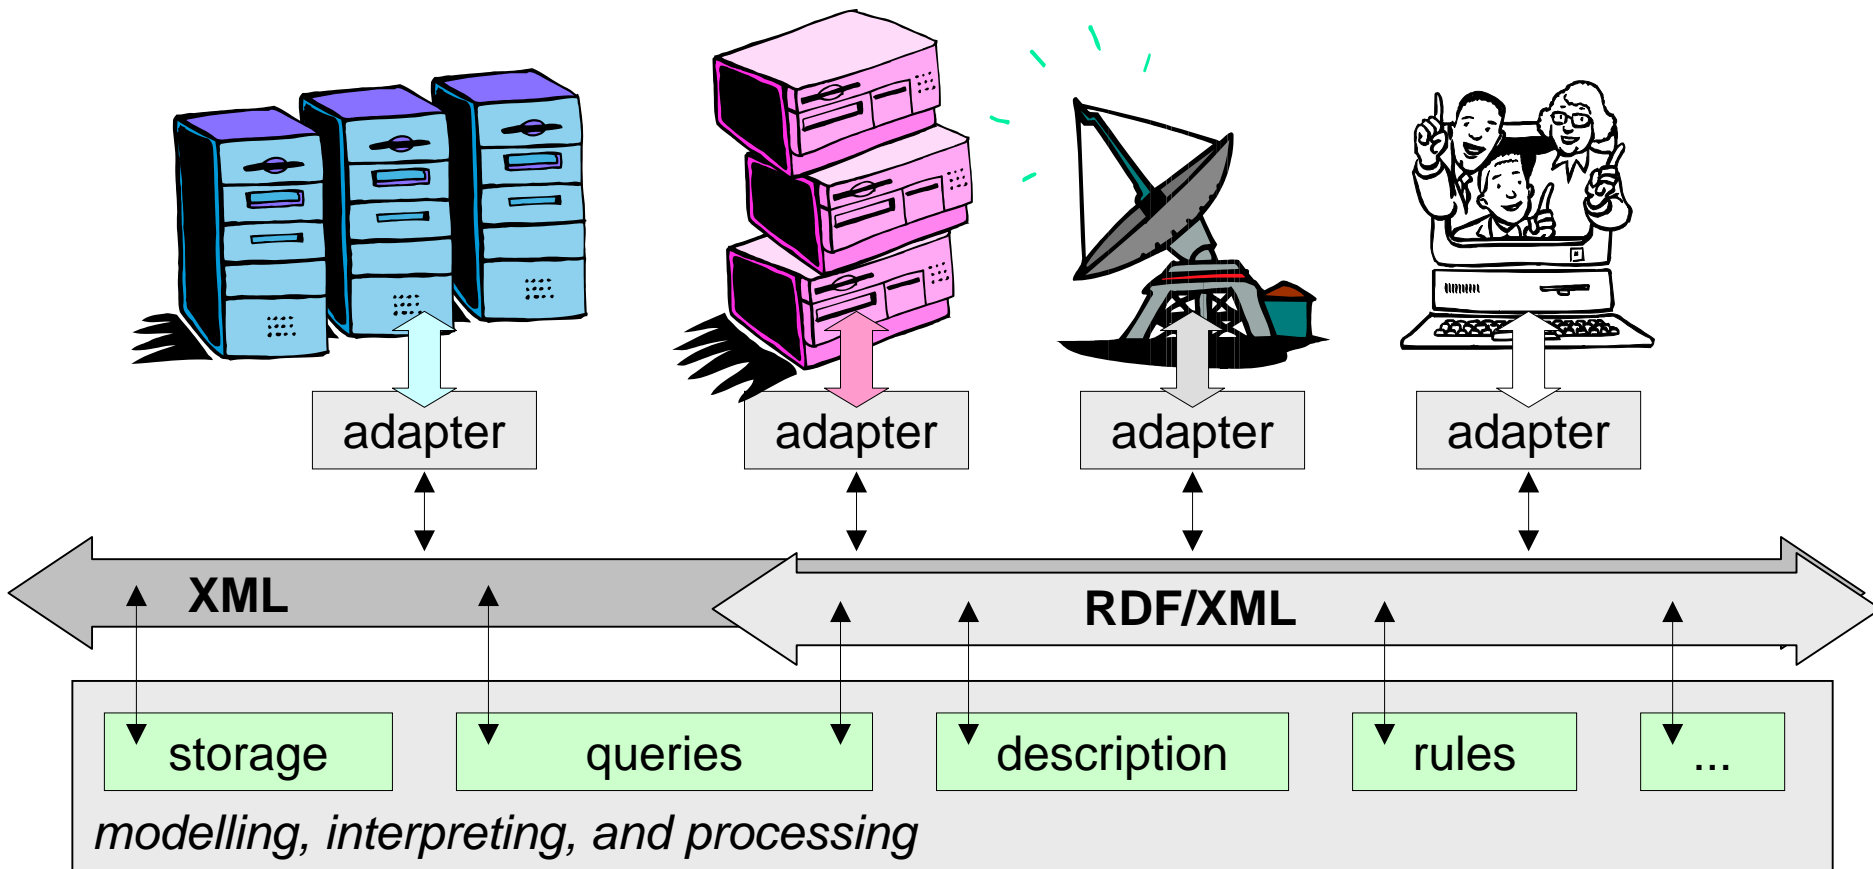 adapter adapter adapter adapter
XML RDF/XML
storage queries description rules ...
modelling, interpreting, and processing